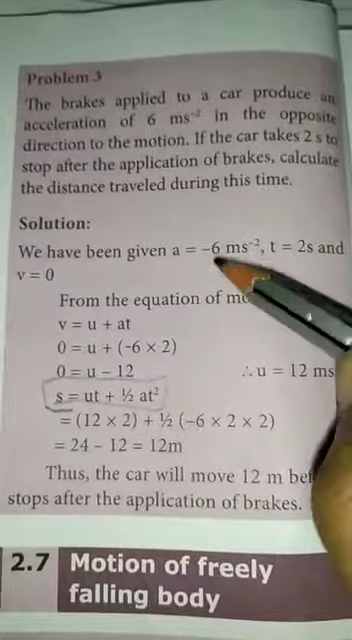 Problem 3
The brakes applied to a car produce an
acceleration of 6 ms⁻² in the opposite
direction to the motion. If the car takes 2 s to
stop after the application of brakes, calculate
the distance traveled during this time.
Solution:
We have been given a = –6 ms⁻², t = 2s and
v = 0
From the equation of
v = u + at
0 = u + (-6 × 2)
0 = u – 12 ∴ u = 12 ms
s = ut + ½ at²
= (12 × 2) + ½ (-6 × 2 × 2)
= 24 – 12 = 12m
Thus, the car will move 12 m
stops after the application of brakes.
2.7 Motion of freely
falling body